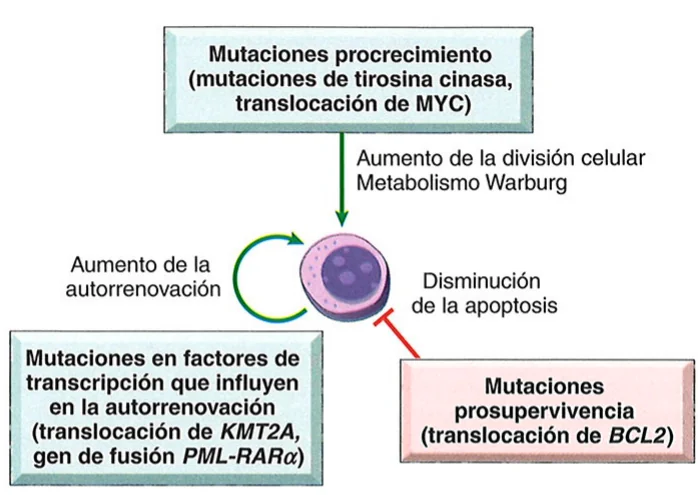 Mutaciones procrecimiento
(mutaciones de tirosina cinasa,
translocación de MYC)
Aumento de la división celular
Metabolismo Warburg
Aumento de la
autorrenovación
Disminución
de la apoptosis
Mutaciones en factores de
transcripción que influyen
en la autorrenovación
(translocación de KMT2A,
gen de fusión PML-RARα)
Mutaciones
prosupervivencia
(translocación de BCL2)